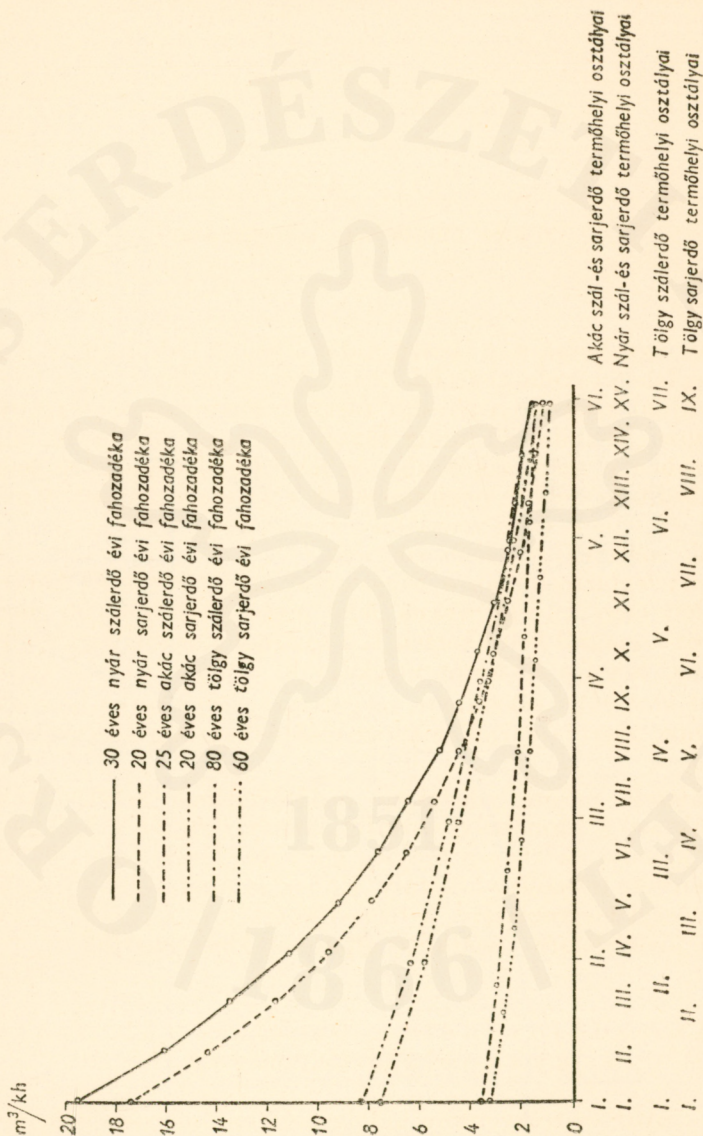 m³/kh
20
18
16
14
12
10
8
6
4
2
0
30 éves nyár szálerdő évi fahozadéka
20 éves nyár sarjerdő évi fahozadéka
25 éves akác szálerdő évi fahozadéka
20 éves akác sarjerdő évi fahozadéka
80 éves tölgy szálerdő évi fahozadéka
60 éves tölgy sarjerdő évi fahozadéka
I. II. III. IV. V. VI. Akác szál-és sarjerdő termőhelyi osztályai
I. II. III. IV. V. VI. VII. VIII. IX. X. XI. XII. XIII. XIV. XV. Nyár szál-és sarjerdő termőhelyi osztályai
I. II. III. IV. V. VI. VII. Tölgy szálerdő termőhelyi osztályai
I. II. III. IV. V. VI. VII. VIII. IX. Tölgy sarjerdő termőhelyi osztályai
1866